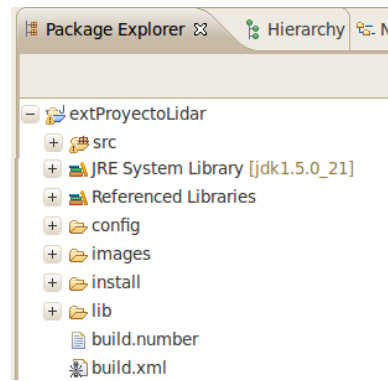 Package Explorer Hierarchy N
extProyectoLidar
src
JRE System Library [jdk1.5.0_21]
Referenced Libraries
config
images
install
lib
build.number
build.xml